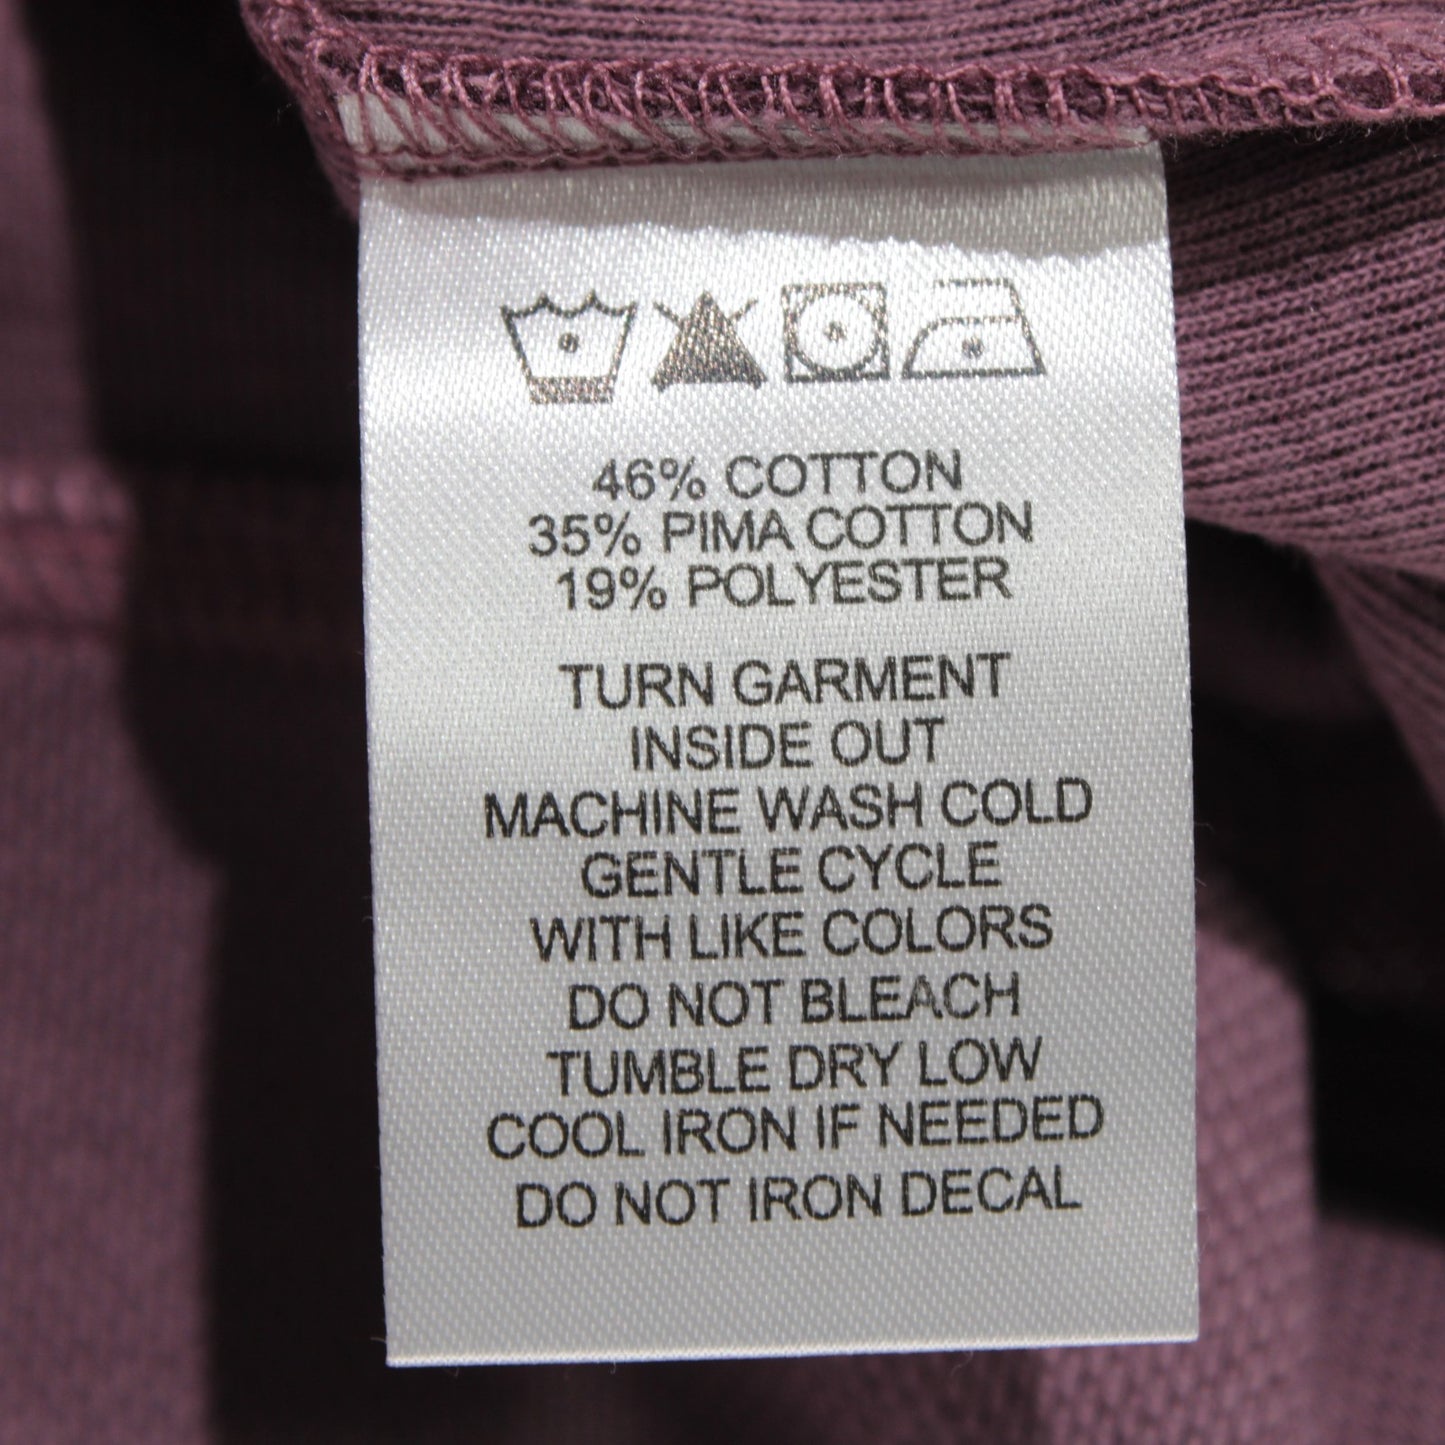 46% COTTON
35% PIMA COTTON
19% POLYESTER
TURN GARMENT
INSIDE OUT
MACHINE WASH COLD
GENTLE CYCLE
WITH LIKE COLORS
DO NOT BLEACH
TUMBLE DRY LOW
COOL IRON IF NEEDED
DO NOT IRON DECAL